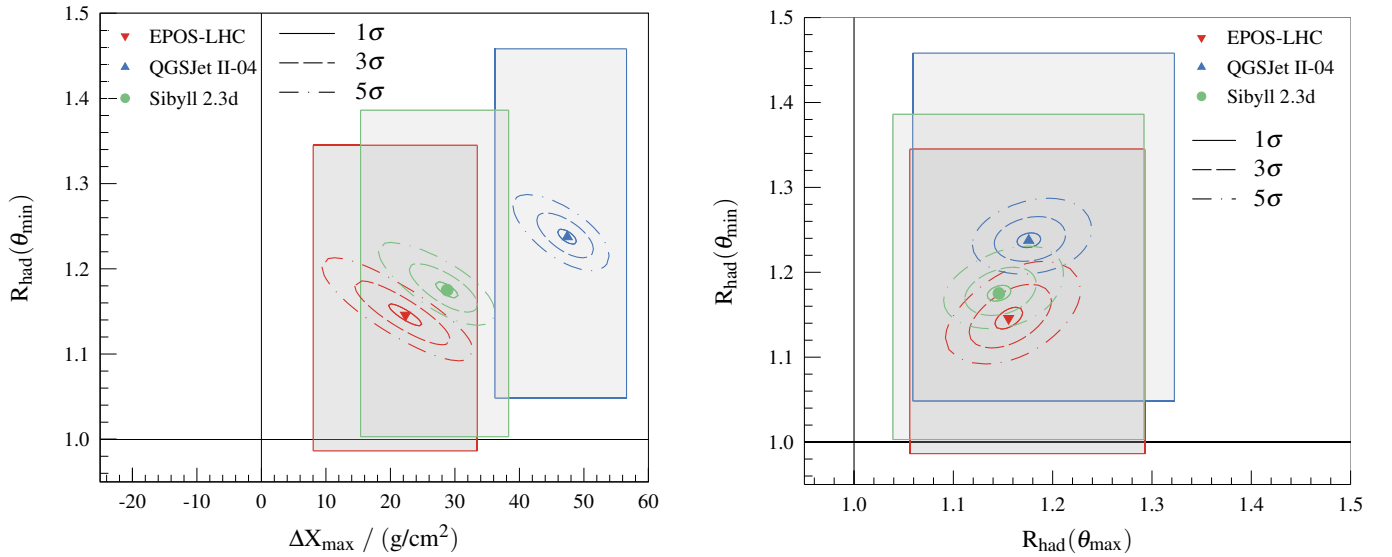 R_had(θ_min)
1.5
1.4
1.3
1.2
1.1
1.0
EPOS-LHC
QGSJet II-04
Sibyll 2.3d
1σ
3σ
5σ
-20 -10 0 10 20 30 40 50 60
ΔX_max / (g/cm²)
R_had(θ_min)
1.5
1.4
1.3
1.2
1.1
1.0
EPOS-LHC
QGSJet II-04
Sibyll 2.3d
1σ
3σ
5σ
1.0 1.1 1.2 1.3 1.4 1.5
R_had(θ_max)